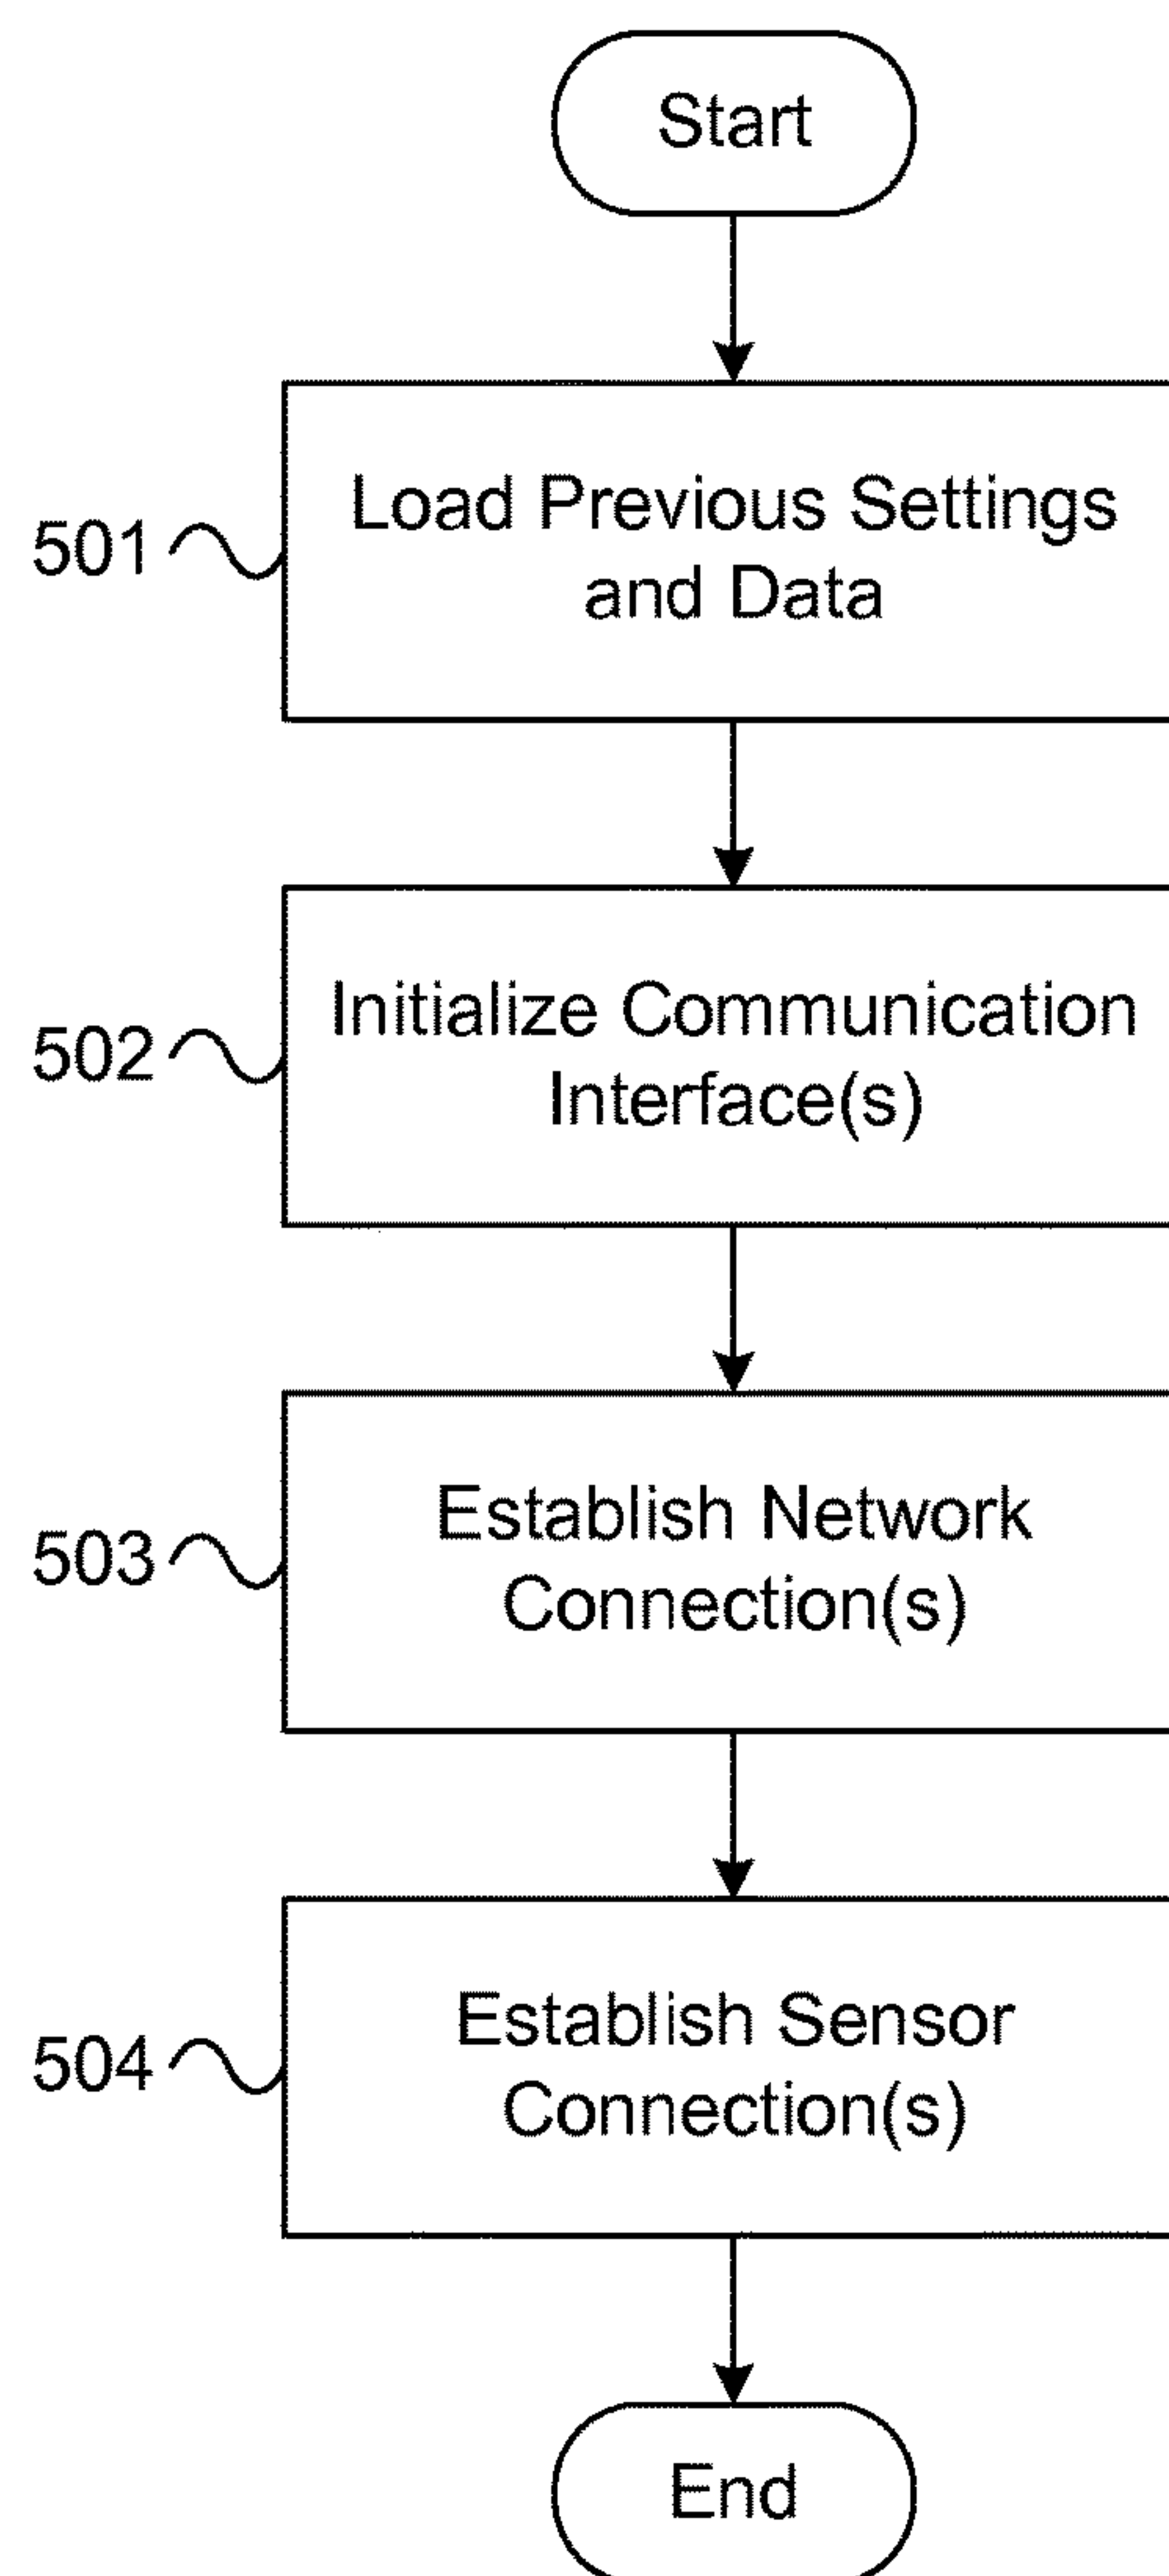 Start
501
Load Previous Settings
and Data
502
Initialize Communication
Interface(s)
503
Establish Network
Connection(s)
504
Establish Sensor
Connection(s)
End